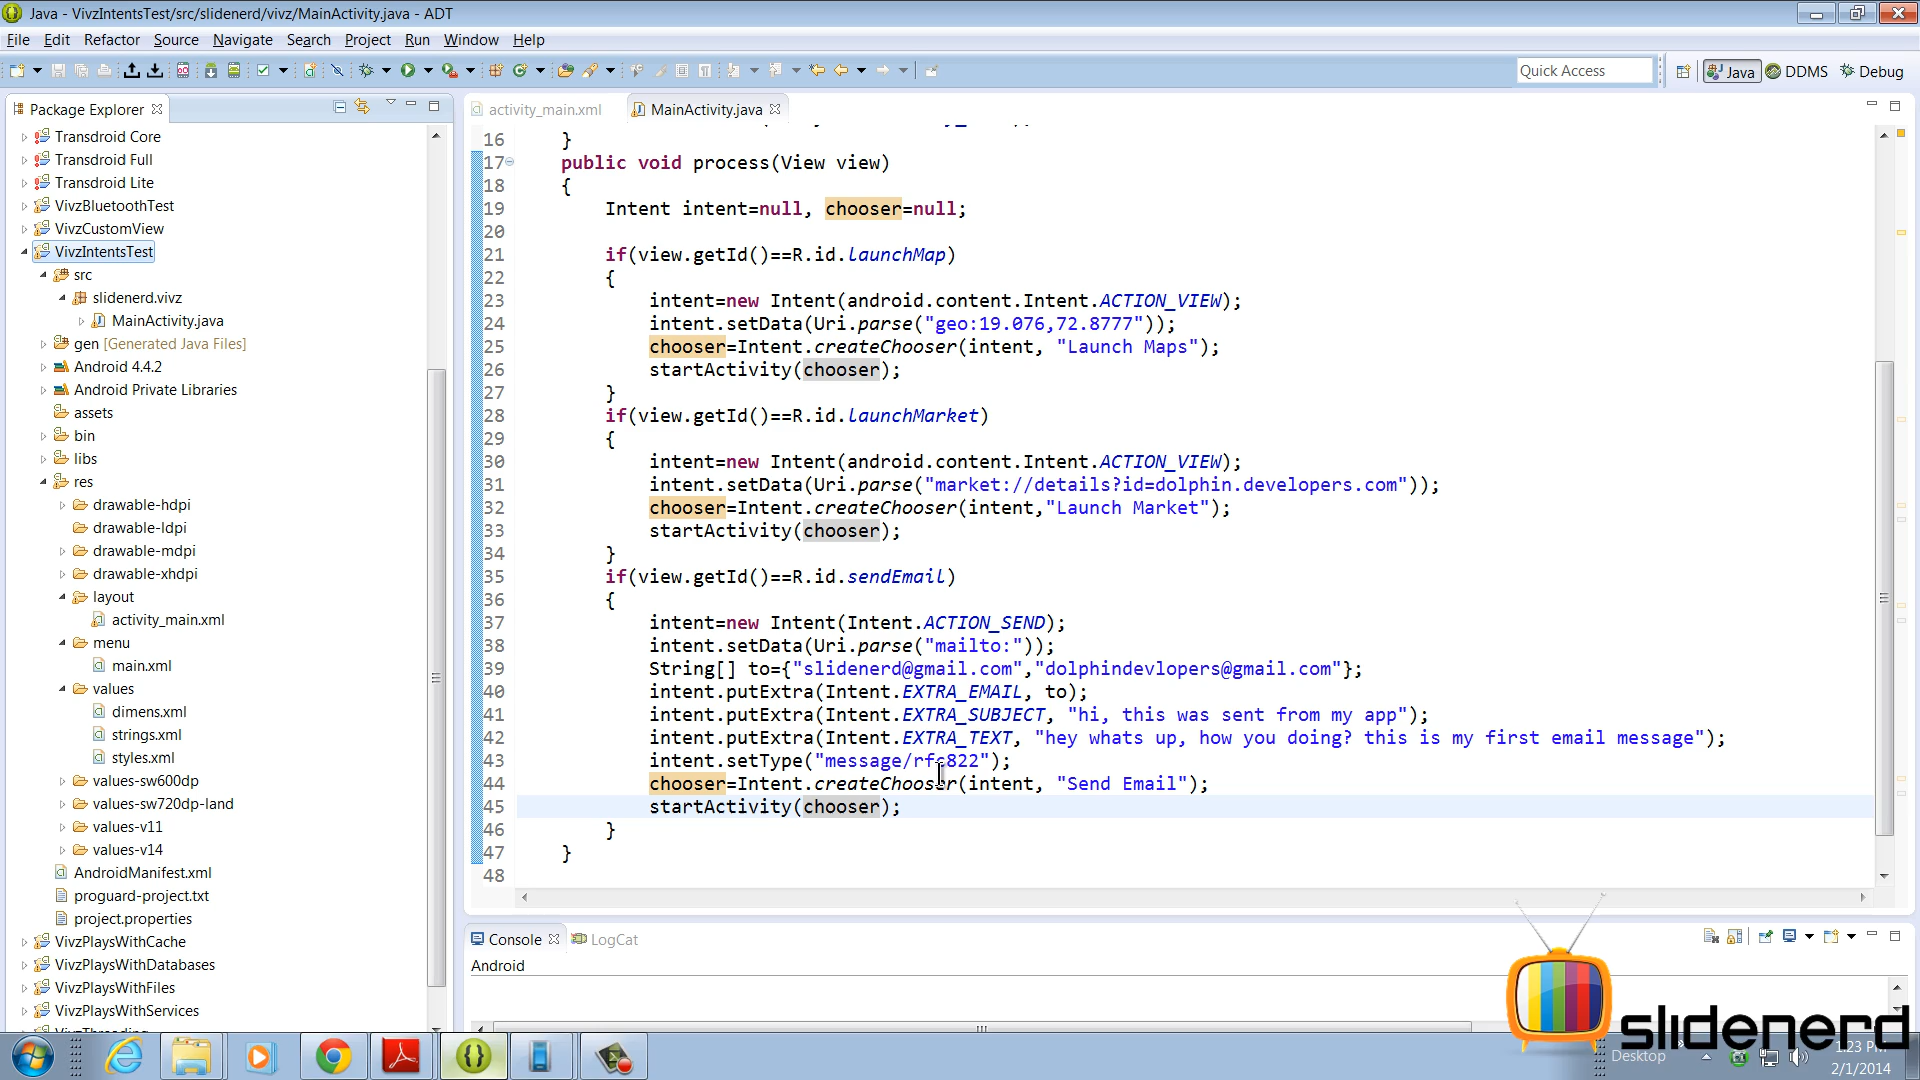 Java - VivzIntentsTest/src/slidenerd/vivz/MainActivity.java - ADT
File Edit Refactor Source Navigate Search Project Run Window Help
Quick Access
Java
DDMS
Debug
Package Explorer
Transdroid Core
Transdroid Full
Transdroid Lite
VivzBluetoothTest
VivzCustomView
VivzIntentsTest
src
slidenerd.vivz
MainActivity.java
gen [Generated Java Files]
Android 4.4.2
Android Private Libraries
assets
bin
libs
res
drawable-hdpi
drawable-ldpi
drawable-mdpi
drawable-xhdpi
layout
activity_main.xml
menu
main.xml
values
dimens.xml
strings.xml
styles.xml
values-sw600dp
values-sw720dp-land
values-v11
values-v14
AndroidManifest.xml
proguard-project.txt
project.properties
VivzPlaysWithCache
VivzPlaysWithDatabases
VivzPlaysWithFiles
VivzPlaysWithServices
activity_main.xml
MainActivity.java
16 }
17 public void process(View view)
18 {
19 Intent intent=null, chooser=null;
20
21 if(view.getId()==R.id.launchMap)
22 {
23 intent=new Intent(android.content.Intent.ACTION_VIEW);
24 intent.setData(Uri.parse("geo:19.076,72.8777"));
25 chooser=Intent.createChooser(intent, "Launch Maps");
26 startActivity(chooser);
27 }
28 if(view.getId()==R.id.launchMarket)
29 {
30 intent=new Intent(android.content.Intent.ACTION_VIEW);
31 intent.setData(Uri.parse("market://details?id=dolphin.developers.com"));
32 chooser=Intent.createChooser(intent,"Launch Market");
33 startActivity(chooser);
34 }
35 if(view.getId()==R.id.sendEmail)
36 {
37 intent=new Intent(Intent.ACTION_SEND);
38 intent.setData(Uri.parse("mailto:"));
39 String[] to={"slidenerd@gmail.com","dolphindevlopers@gmail.com"};
40 intent.putExtra(Intent.EXTRA_EMAIL, to);
41 intent.putExtra(Intent.EXTRA_SUBJECT, "hi, this was sent from my app");
42 intent.putExtra(Intent.EXTRA_TEXT, "hey whats up, how you doing? this is my first email message");
43 intent.setType("message/rfc822");
44 chooser=Intent.createChooser(intent, "Send Email");
45 startActivity(chooser);
46 }
47 }
48
Console
LogCat
Android
slidenerd
Desktop
1:23 PM
2/1/2014